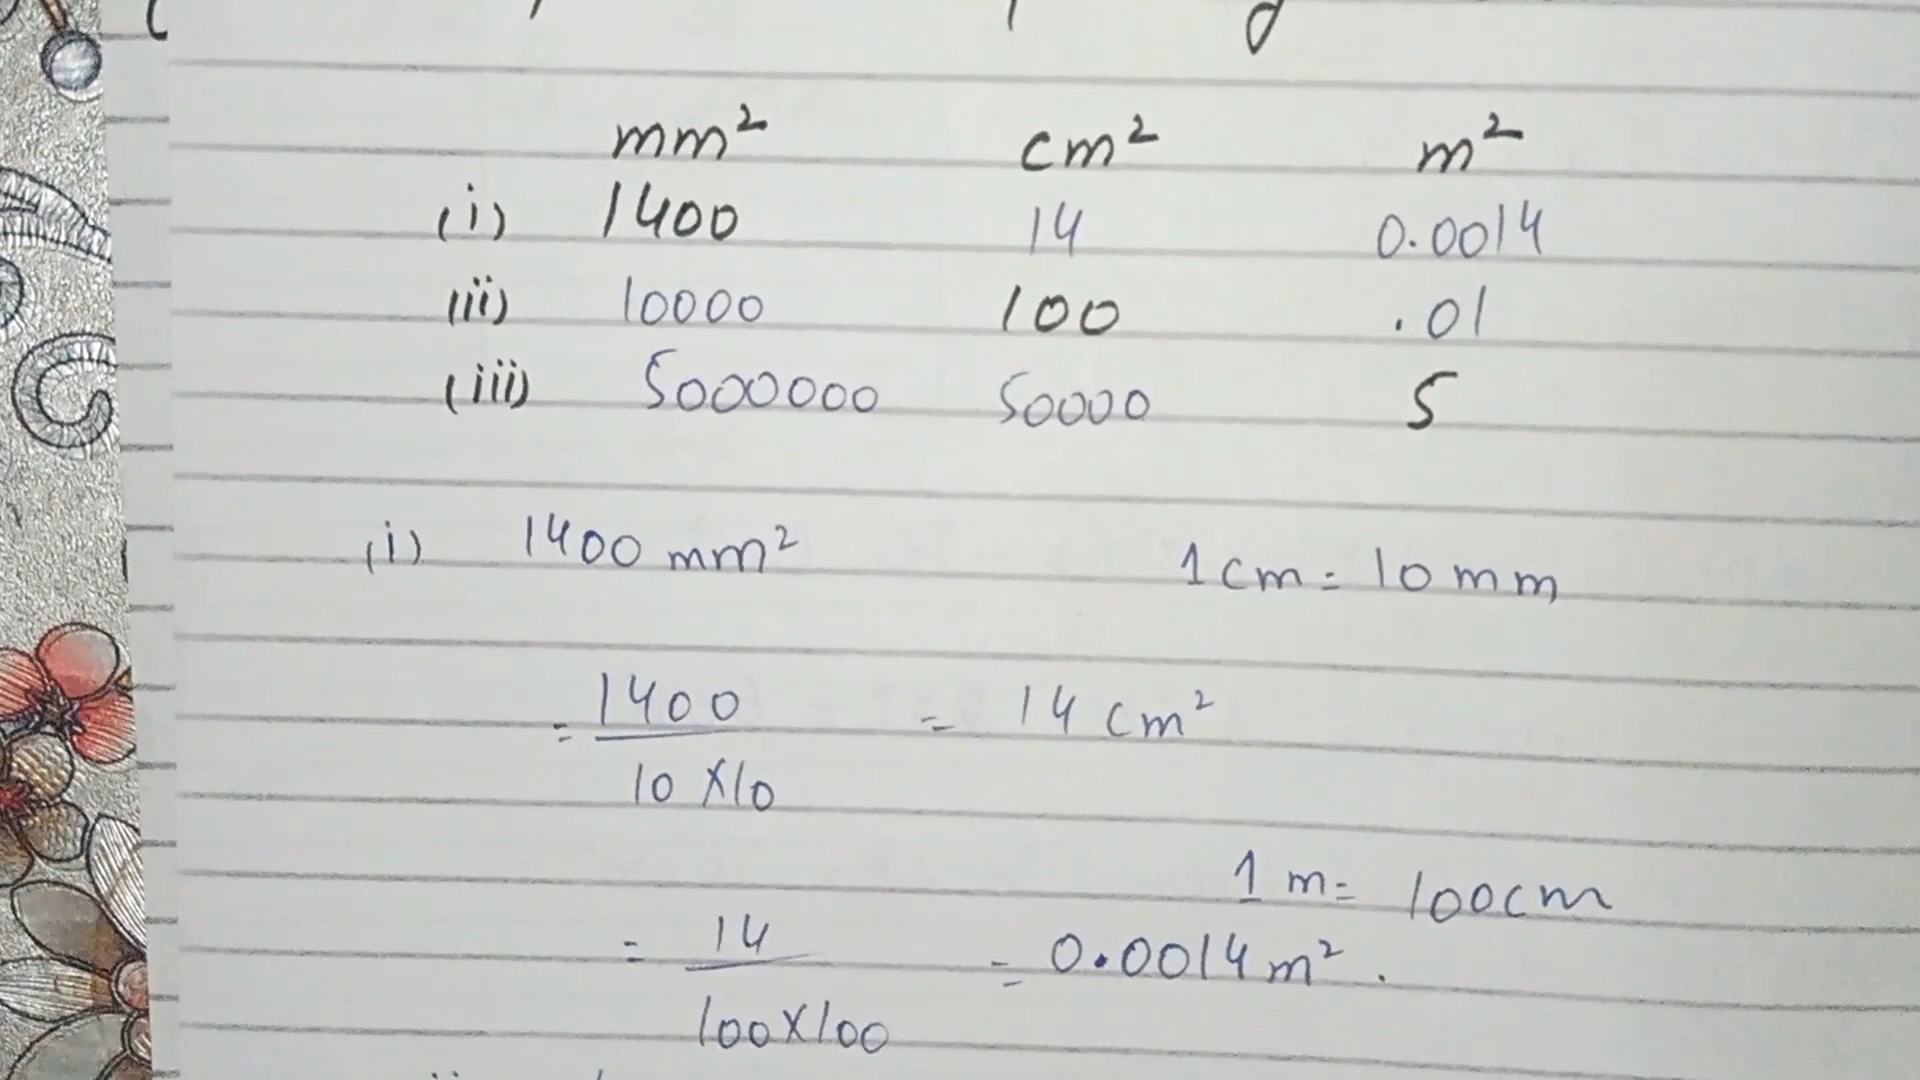 mm² cm² m²
(i) 1400 14 0.0014
(ii) 10000 100 .01
(iii) 5000000 50000 5
(i) 1400 mm² 1 cm = 10 mm
= 1400 / 10 × 10 = 14 cm²
1 m = 100 cm
= 14 / 100 × 100 = 0.0014 m².